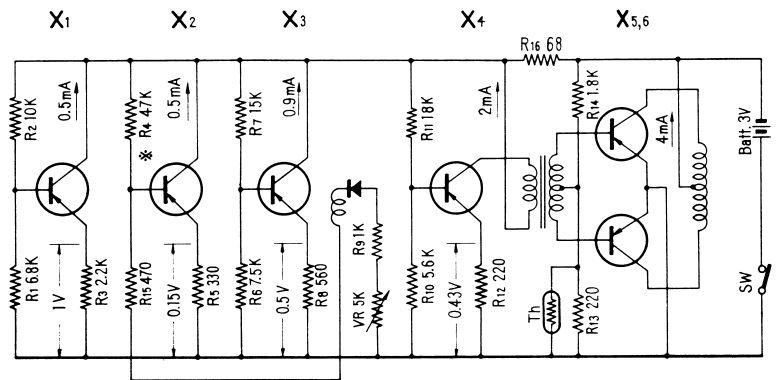 X1 X2 X3 X4 X5,6
R16 68
R2 10K
0.5mA
※ R4 47K
0.5mA
R7 15K
0.9mA
R11 18K
2mA
R14 1.8K
4mA
Batt. 3V
R1 6.8K
1V
R3 2.2K
R15 470
0.15V
R5 330
R6 7.5K
0.5V
R8 560
R9 1K
VR 5K
R10 5.6K
0.43V
R12 220
Th
R13 220
SW